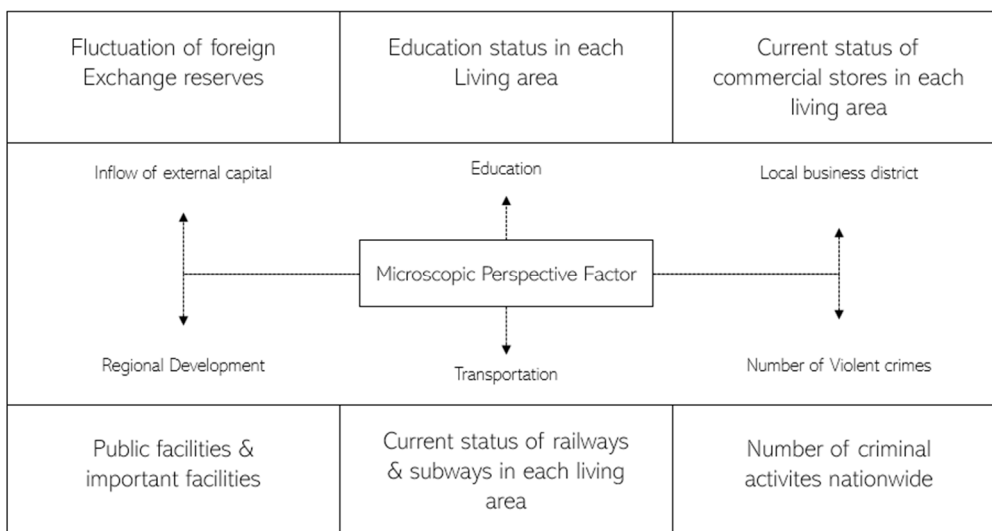 Fluctuation of foreign
Exchange reserves
Education status in each
Living area
Current status of
commercial stores in each
living area
Inflow of external capital
Education
Local business district
Microscopic Perspective Factor
Regional Development
Transportation
Number of Violent crimes
Public facilities &
important facilities
Current status of railways
& subways in each living
area
Number of criminal
activites nationwide